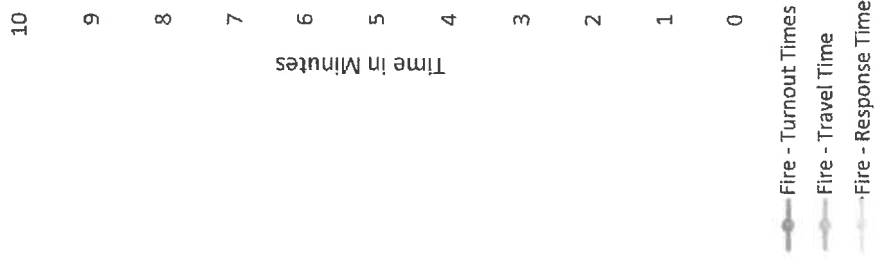 10
9
8
7
6
5
4
3
2
1
0
Time in Minutes
Fire - Turnout Times
Fire - Travel Time
Fire - Response Time